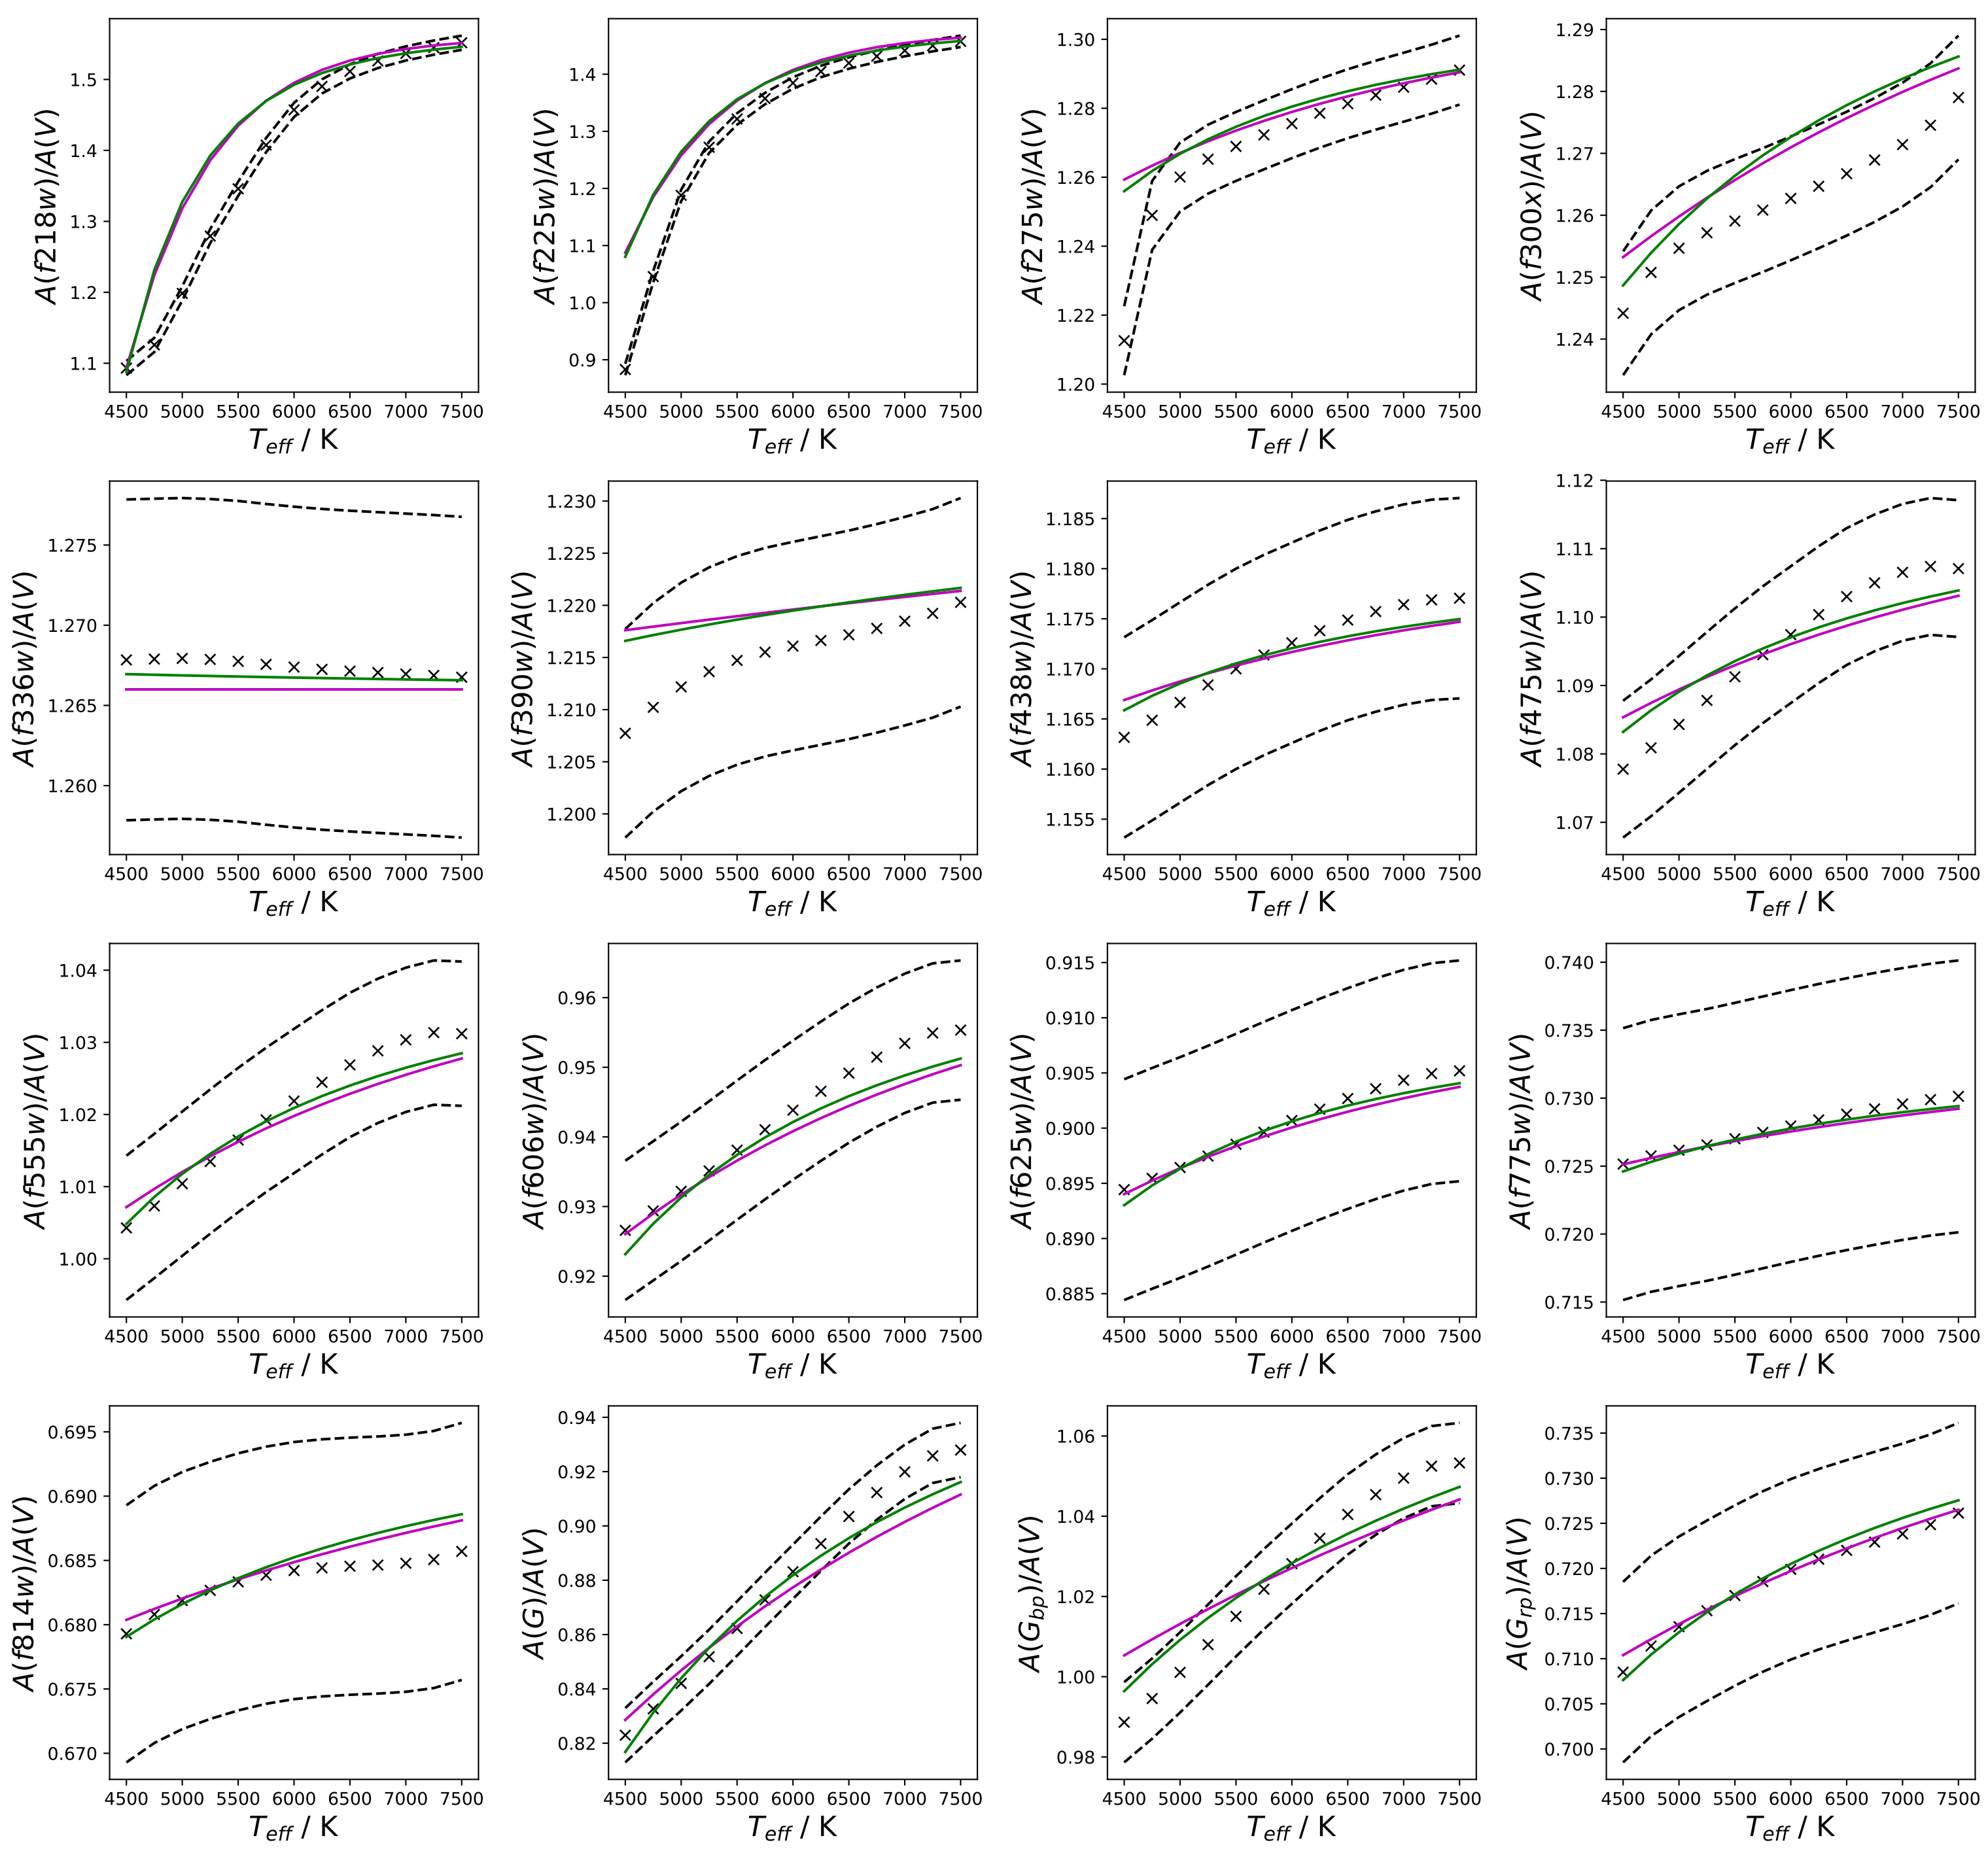 A(f218w)/A(V)
1.5
1.4
1.3
1.2
1.1
4500 5000 5500 6000 6500 7000 7500
T_eff / K
A(f225w)/A(V)
1.4
1.3
1.2
1.1
1.0
0.9
4500 5000 5500 6000 6500 7000 7500
T_eff / K
A(f275w)/A(V)
1.30
1.28
1.26
1.24
1.22
1.20
4500 5000 5500 6000 6500 7000 7500
T_eff / K
A(f300x)/A(V)
1.29
1.28
1.27
1.26
1.25
1.24
4500 5000 5500 6000 6500 7000 7500
T_eff / K
A(f336w)/A(V)
1.275
1.270
1.265
1.260
4500 5000 5500 6000 6500 7000 7500
T_eff / K
A(f390w)/A(V)
1.230
1.225
1.220
1.215
1.210
1.205
1.200
4500 5000 5500 6000 6500 7000 7500
T_eff / K
A(f438w)/A(V)
1.185
1.180
1.175
1.170
1.165
1.160
1.155
4500 5000 5500 6000 6500 7000 7500
T_eff / K
A(f475w)/A(V)
1.12
1.11
1.10
1.09
1.08
1.07
4500 5000 5500 6000 6500 7000 7500
T_eff / K
A(f555w)/A(V)
1.04
1.03
1.02
1.01
1.00
4500 5000 5500 6000 6500 7000 7500
T_eff / K
A(f606w)/A(V)
0.96
0.95
0.94
0.93
0.92
4500 5000 5500 6000 6500 7000 7500
T_eff / K
A(f625w)/A(V)
0.915
0.910
0.905
0.900
0.895
0.890
0.885
4500 5000 5500 6000 6500 7000 7500
T_eff / K
A(f775w)/A(V)
0.740
0.735
0.730
0.725
0.720
0.715
4500 5000 5500 6000 6500 7000 7500
T_eff / K
A(f814w)/A(V)
0.695
0.690
0.685
0.680
0.675
0.670
4500 5000 5500 6000 6500 7000 7500
T_eff / K
A(G)/A(V)
0.94
0.92
0.90
0.88
0.86
0.84
0.82
4500 5000 5500 6000 6500 7000 7500
T_eff / K
A(G_bp)/A(V)
1.06
1.04
1.02
1.00
0.98
4500 5000 5500 6000 6500 7000 7500
T_eff / K
A(G_rp)/A(V)
0.735
0.730
0.725
0.720
0.715
0.710
0.705
0.700
4500 5000 5500 6000 6500 7000 7500
T_eff / K